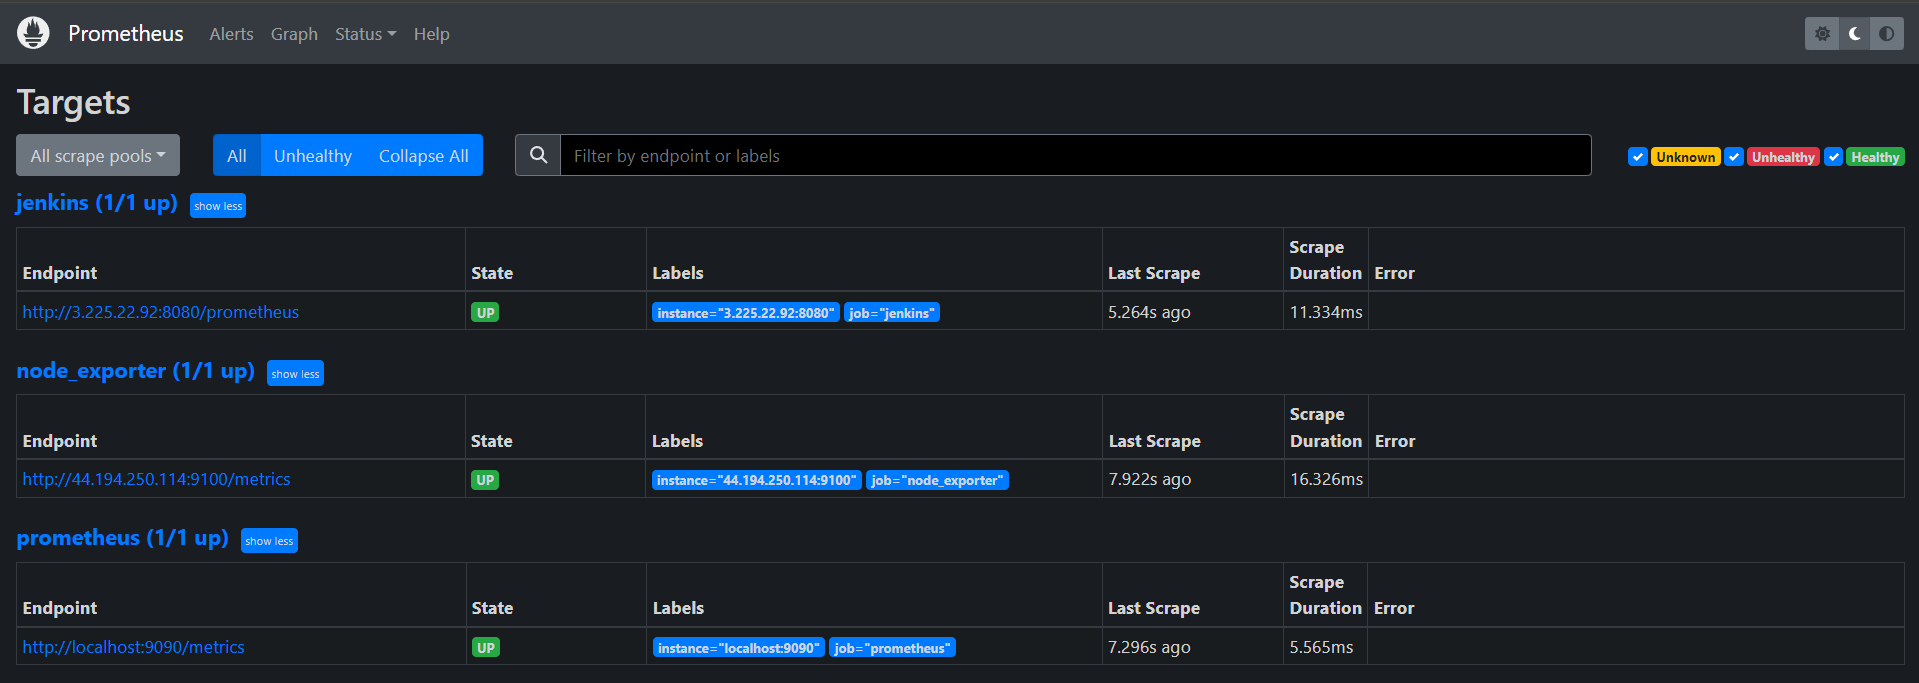 Prometheus Alerts Graph Status Help
Targets
All scrape pools All Unhealthy Collapse All Filter by endpoint or labels Unknown Unhealthy Healthy
jenkins (1/1 up) show less
Endpoint State Labels Last Scrape Scrape Duration Error
http://3.225.22.92:8080/prometheus UP instance="3.225.22.92:8080" job="jenkins" 5.264s ago 11.334ms
node_exporter (1/1 up) show less
Endpoint State Labels Last Scrape Scrape Duration Error
http://44.194.250.114:9100/metrics UP instance="44.194.250.114:9100" job="node_exporter" 7.922s ago 16.326ms
prometheus (1/1 up) show less
Endpoint State Labels Last Scrape Scrape Duration Error
http://localhost:9090/metrics UP instance="localhost:9090" job="prometheus" 7.296s ago 5.565ms